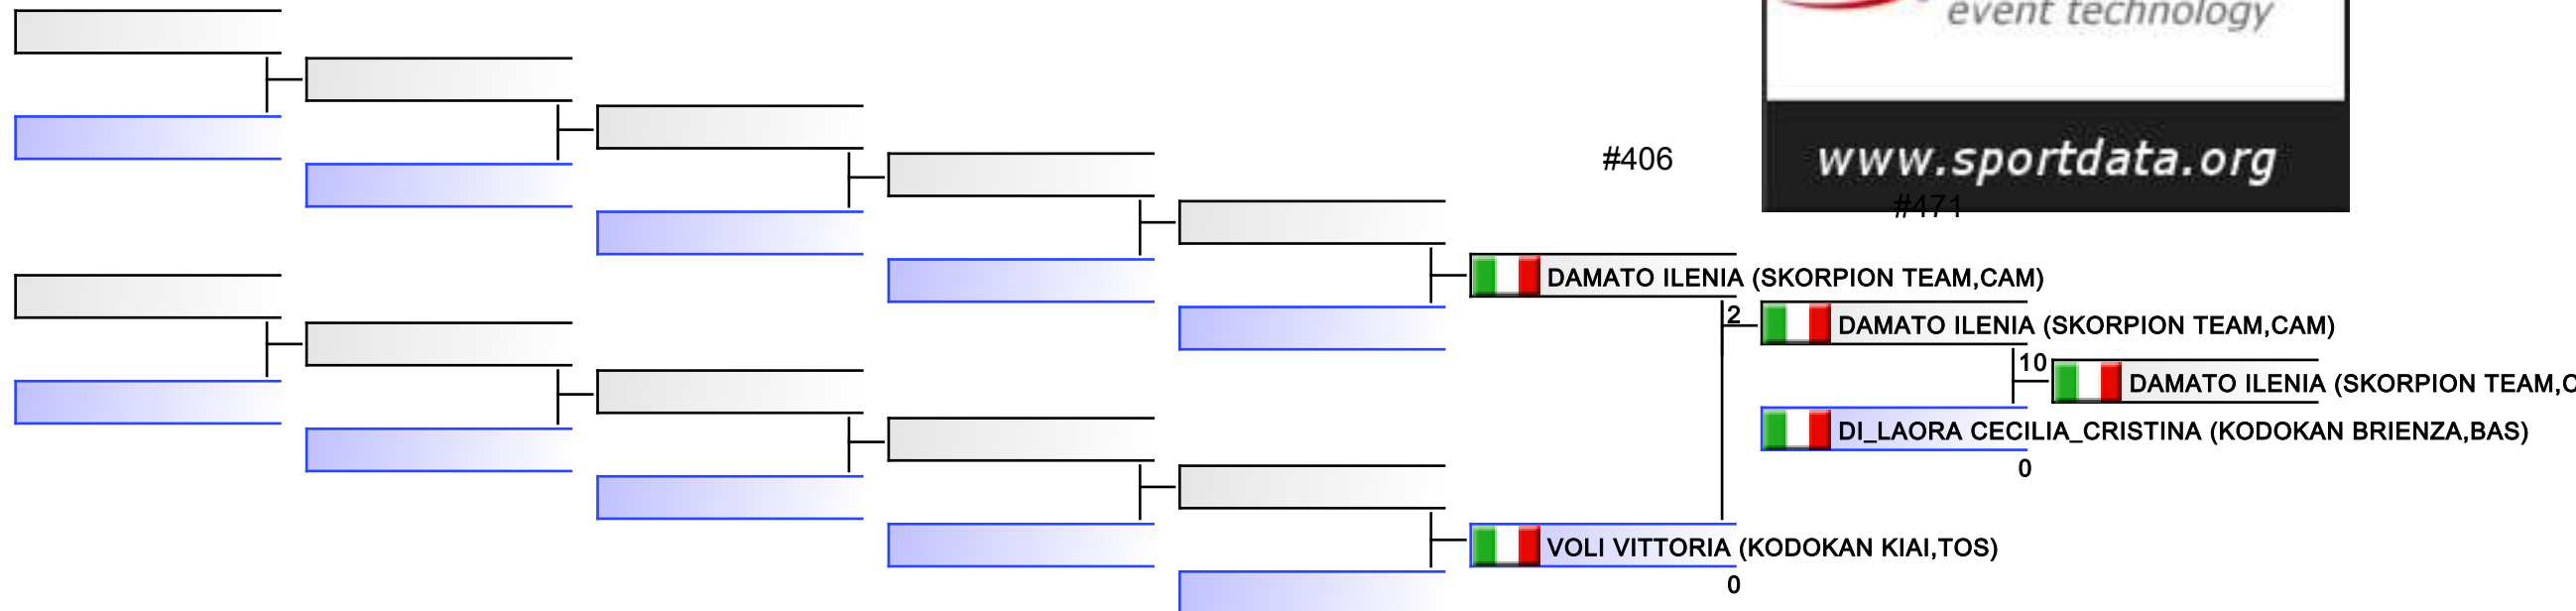 event technology
#406
www.sportdata.org
#471
DAMATO ILENIA (SKORPION TEAM,CAM)
2
DAMATO ILENIA (SKORPION TEAM,CAM)
10
DAMATO ILENIA (SKORPION TEAM,C
DI_LAORA CECILIA_CRISTINA (KODOKAN BRIENZA,BAS)
0
VOLI VITTORIA (KODOKAN KIAI,TOS)
0